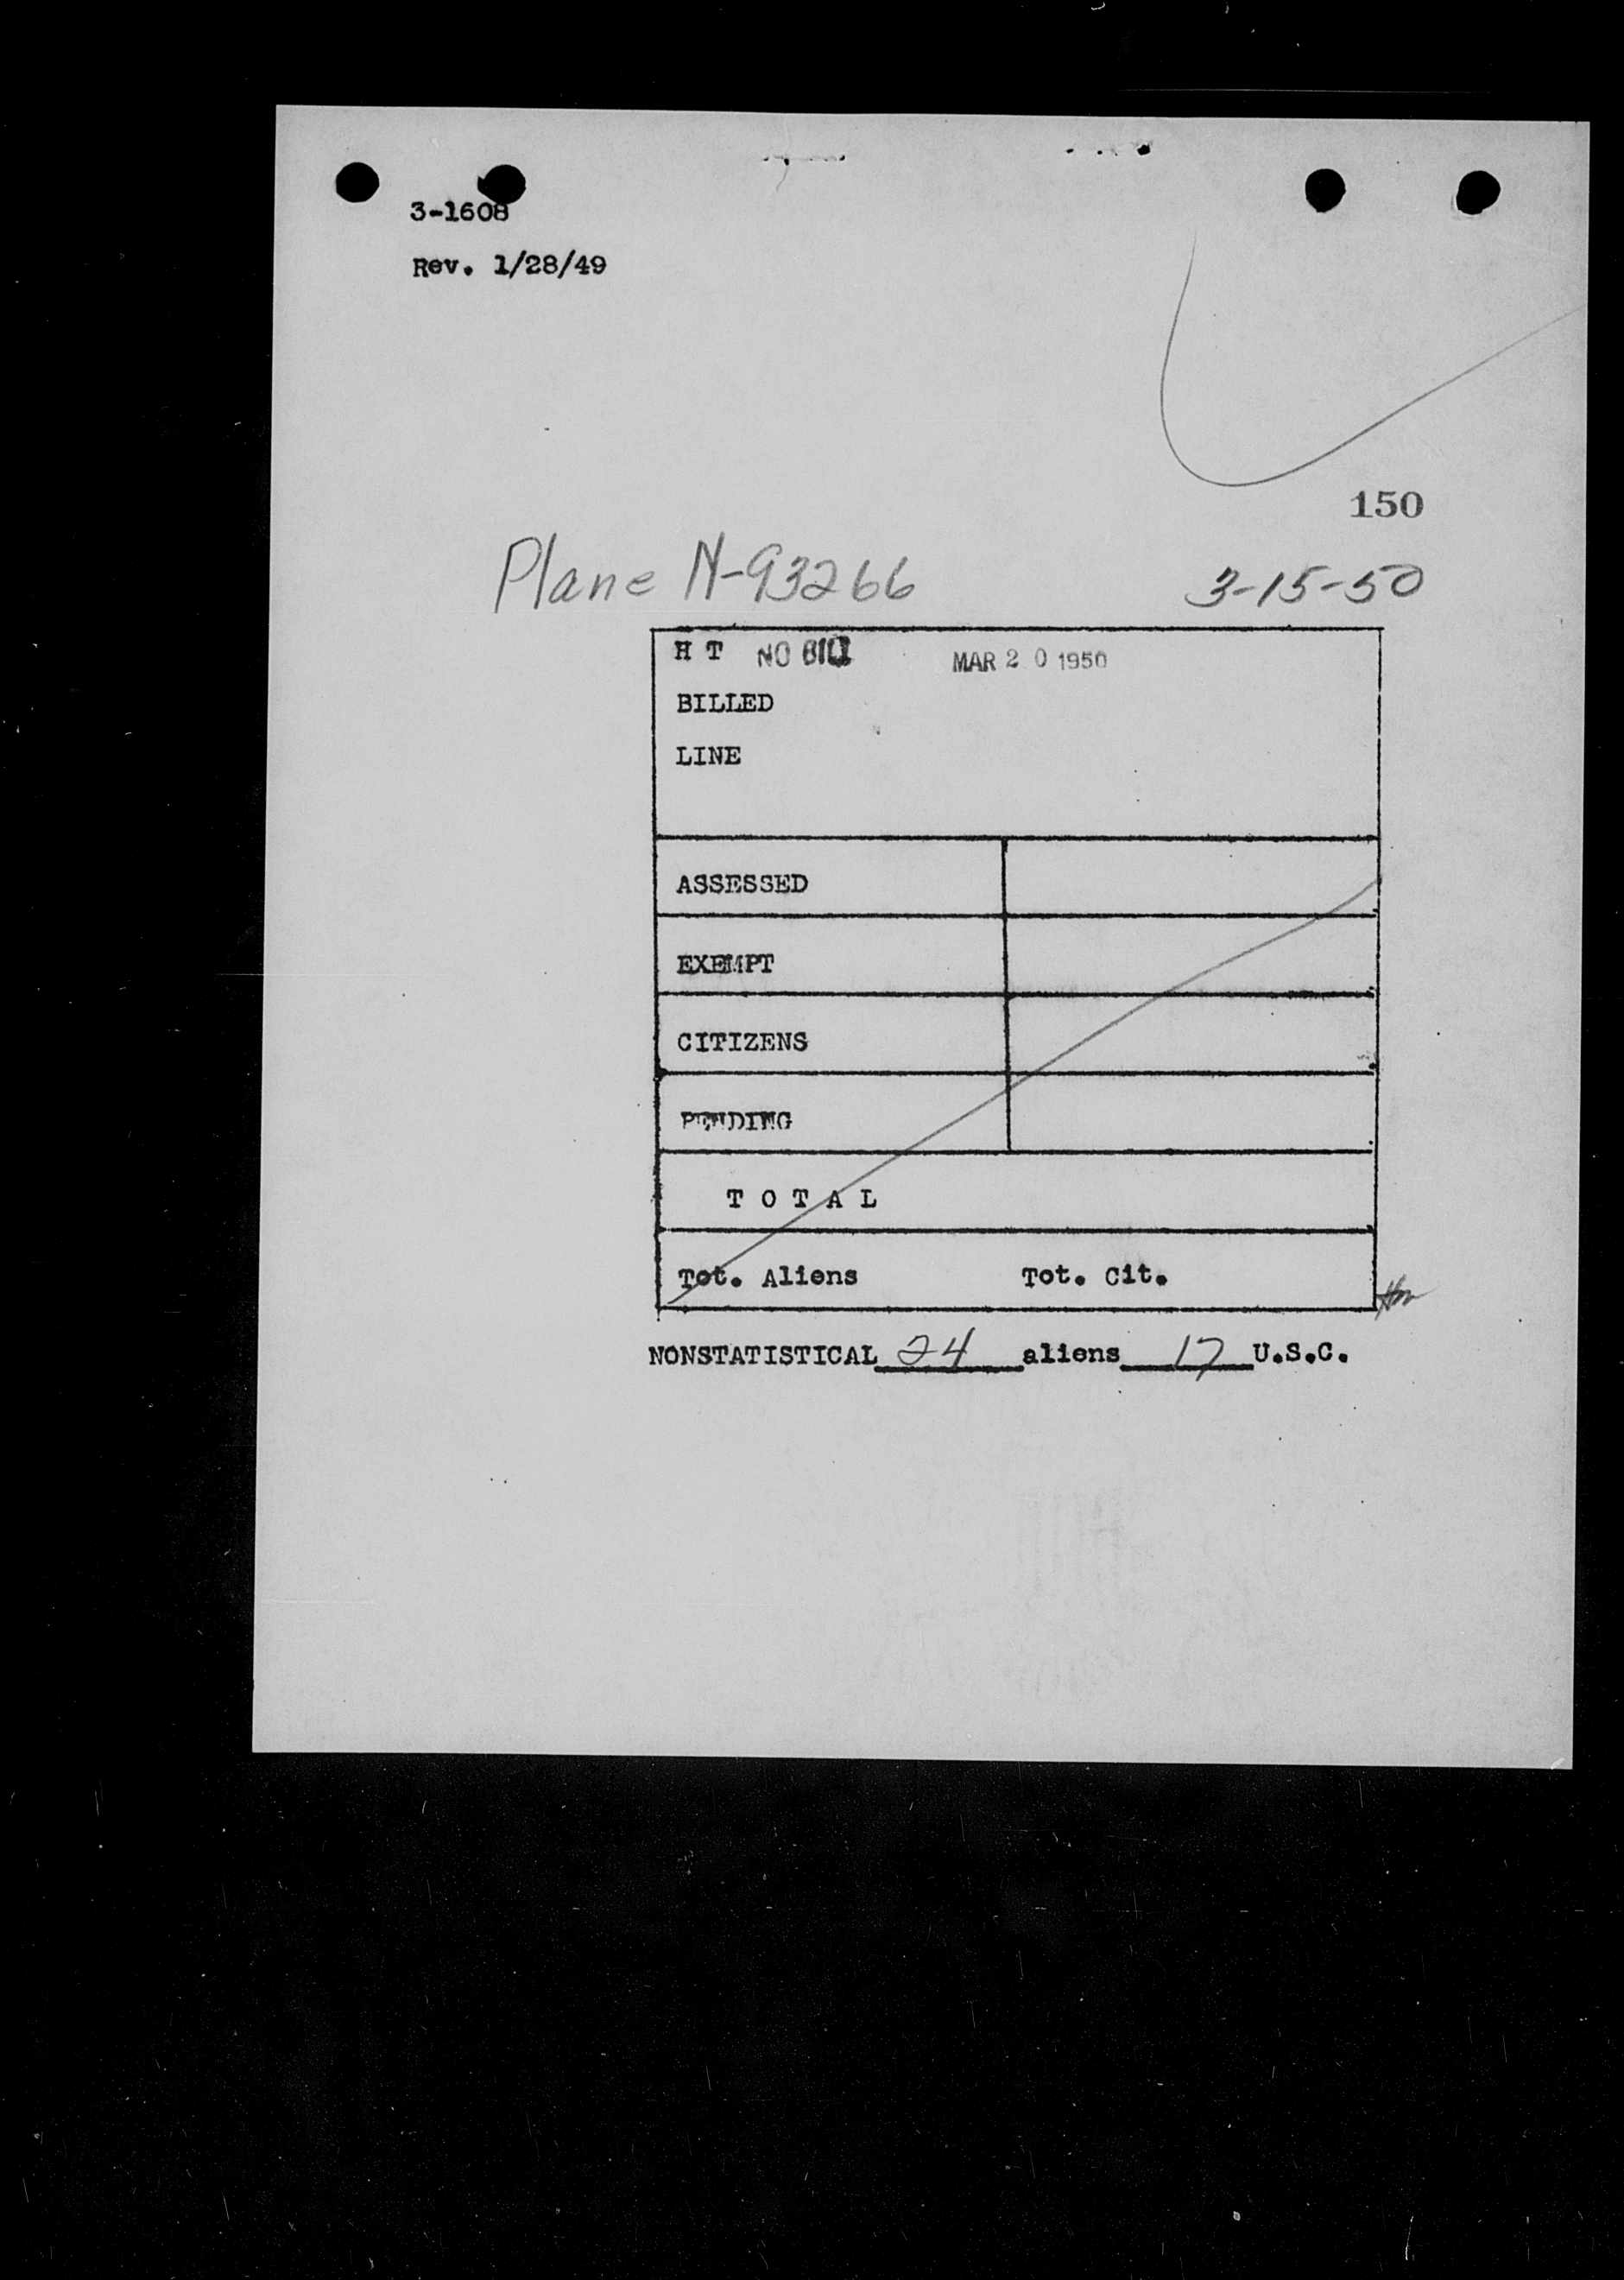 3-1608
Rev. 1/28/49
150
Plane N-93266 3-15-50
H T NO BILL MAR 20 1950
BILLED
LINE
ASSESSED
EXEMPT
CITIZENS
PENDING
T O T A L
Tot. Aliens Tot. Cit.
NONSTATISTICAL 24 aliens 17 U.S.C.